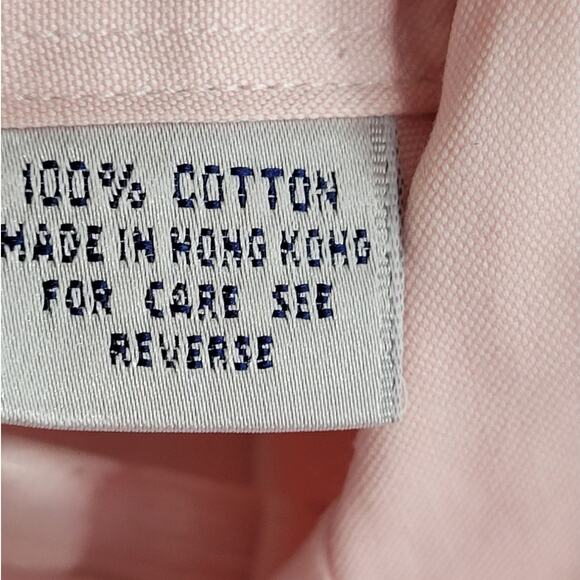 100% COTTON
MADE IN HONG KONG
FOR CARE SEE
REVERSE